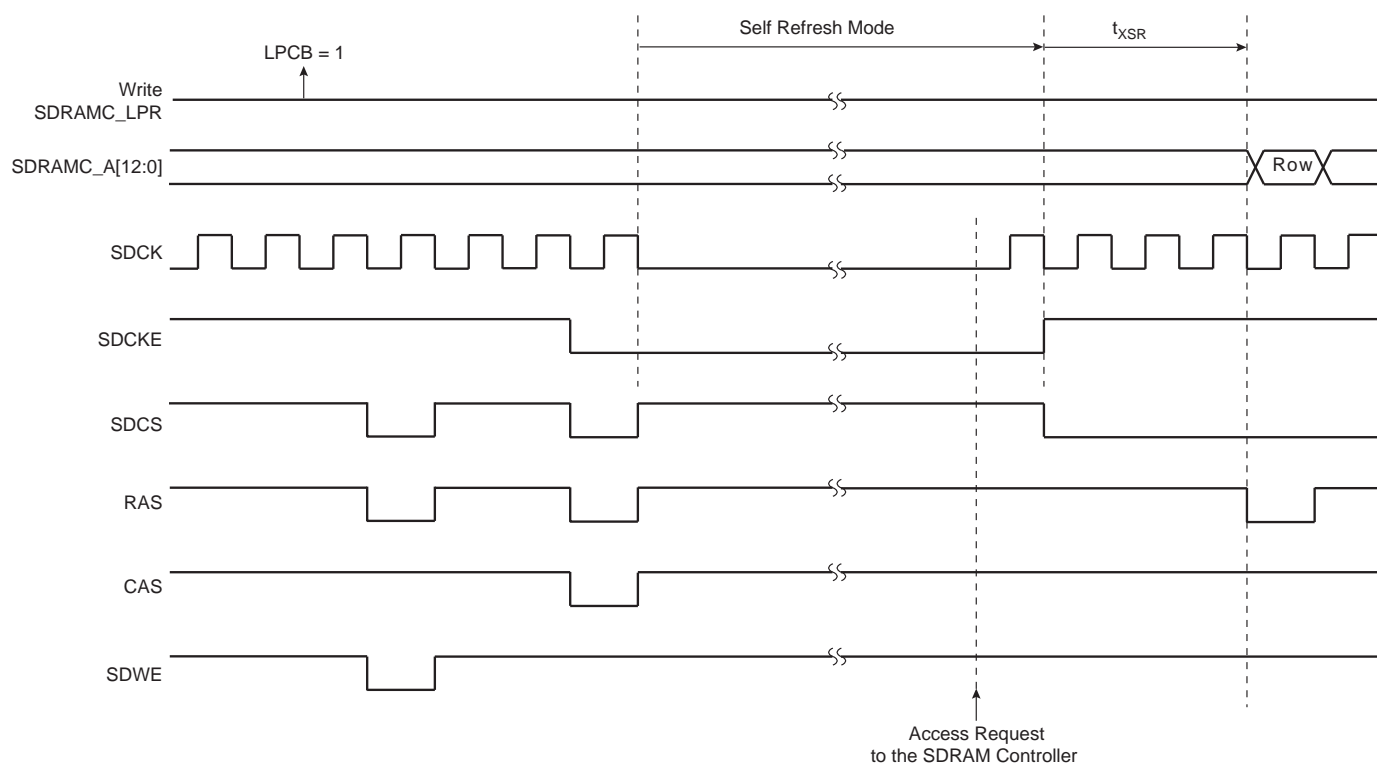 Self Refresh Mode
tXSR
LPCB = 1
Write
SDRAMC_LPR
SDRAMC_A[12:0]
Row
SDCK
SDCKE
SDCS
RAS
CAS
SDWE
Access Request
to the SDRAM Controller